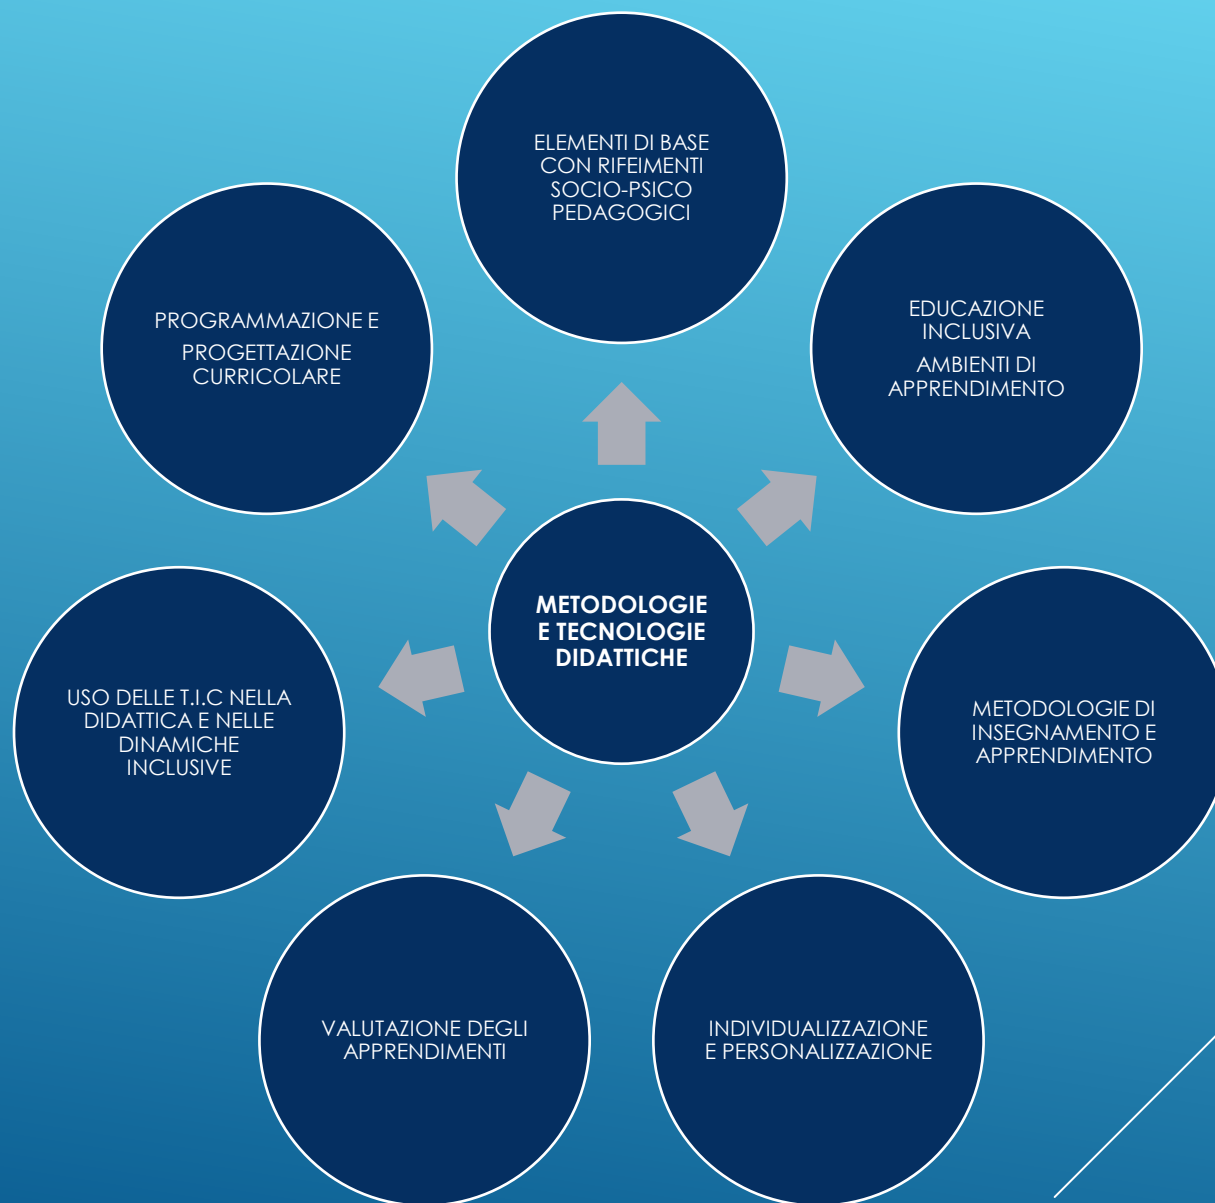 ELEMENTI DI BASE
CON RIFEIMENTI
SOCIO-PSICO
PEDAGOGICI
EDUCAZIONE
INCLUSIVA
AMBIENTI DI
APPRENDIMENTO
METODOLOGIE DI
INSEGNAMENTO E
APPRENDIMENTO
INDIVIDUALIZZAZIONE
E PERSONALIZZAZIONE
VALUTAZIONE DEGLI
APPRENDIMENTI
USO DELLE T.I.C NELLA
DIDATTICA E NELLE
DINAMICHE
INCLUSIVE
PROGRAMMAZIONE E
PROGETTAZIONE
CURRICOLARE
METODOLOGIE
E TECNOLOGIE
DIDATTICHE